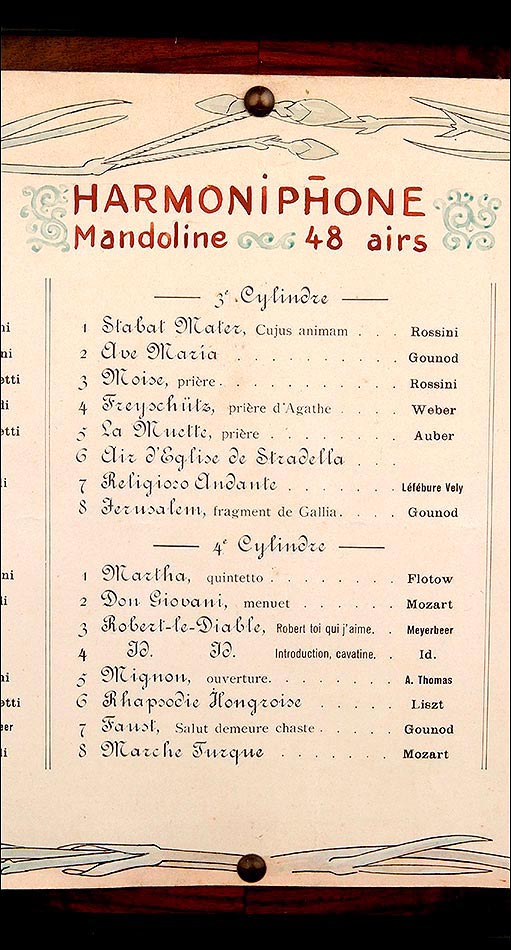 HARMONIPHONE
Mandoline 48 airs
3e Cylindre
1 Stabat Mater, Cujus animam . . . Rossini
2 Ave Maria . . . . . . . . . . Gounod
3 Moise, prière . . . . . . . . . . Rossini
4 Freyschütz, prière d'Agathe . . . . Weber
5 La Muette, prière . . . . . . . Auber
6 Air d'Eglise de Stradella . . .
7 Religioso Andante . . . . . . Léfébure Vely
8 Jerusalem, fragment de Gallia. . . . Gounod
4e Cylindre
1 Martha, quintetto . . . . . . . Flotow
2 Don Giovani, menuet . . . . . . Mozart
3 Robert-le-Diable, Robert toi qui j'aime. . Meyerbeer
4 Id. Id. Introduction, cavatine. . Id.
5 Mignon, ouverture. . . . . . . A. Thomas
6 Rhapsodie Hongroise . . . . . Liszt
7 Faust, Salut demeure chaste . . . . . Gounod
8 Marche Turque . . . . . . . Mozart